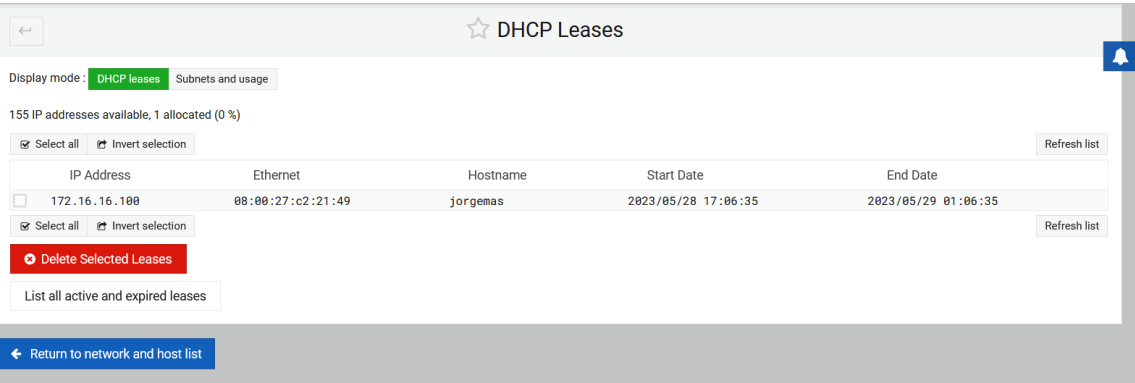 DHCP Leases
Display mode : DHCP leases Subnets and usage
155 IP addresses available, 1 allocated (0 %)
Select all Invert selection Refresh list
IP Address Ethernet Hostname Start Date End Date
172.16.16.100 08:00:27:c2:21:49 jorgemas 2023/05/28 17:06:35 2023/05/29 01:06:35
Select all Invert selection Refresh list
Delete Selected Leases
List all active and expired leases
Return to network and host list